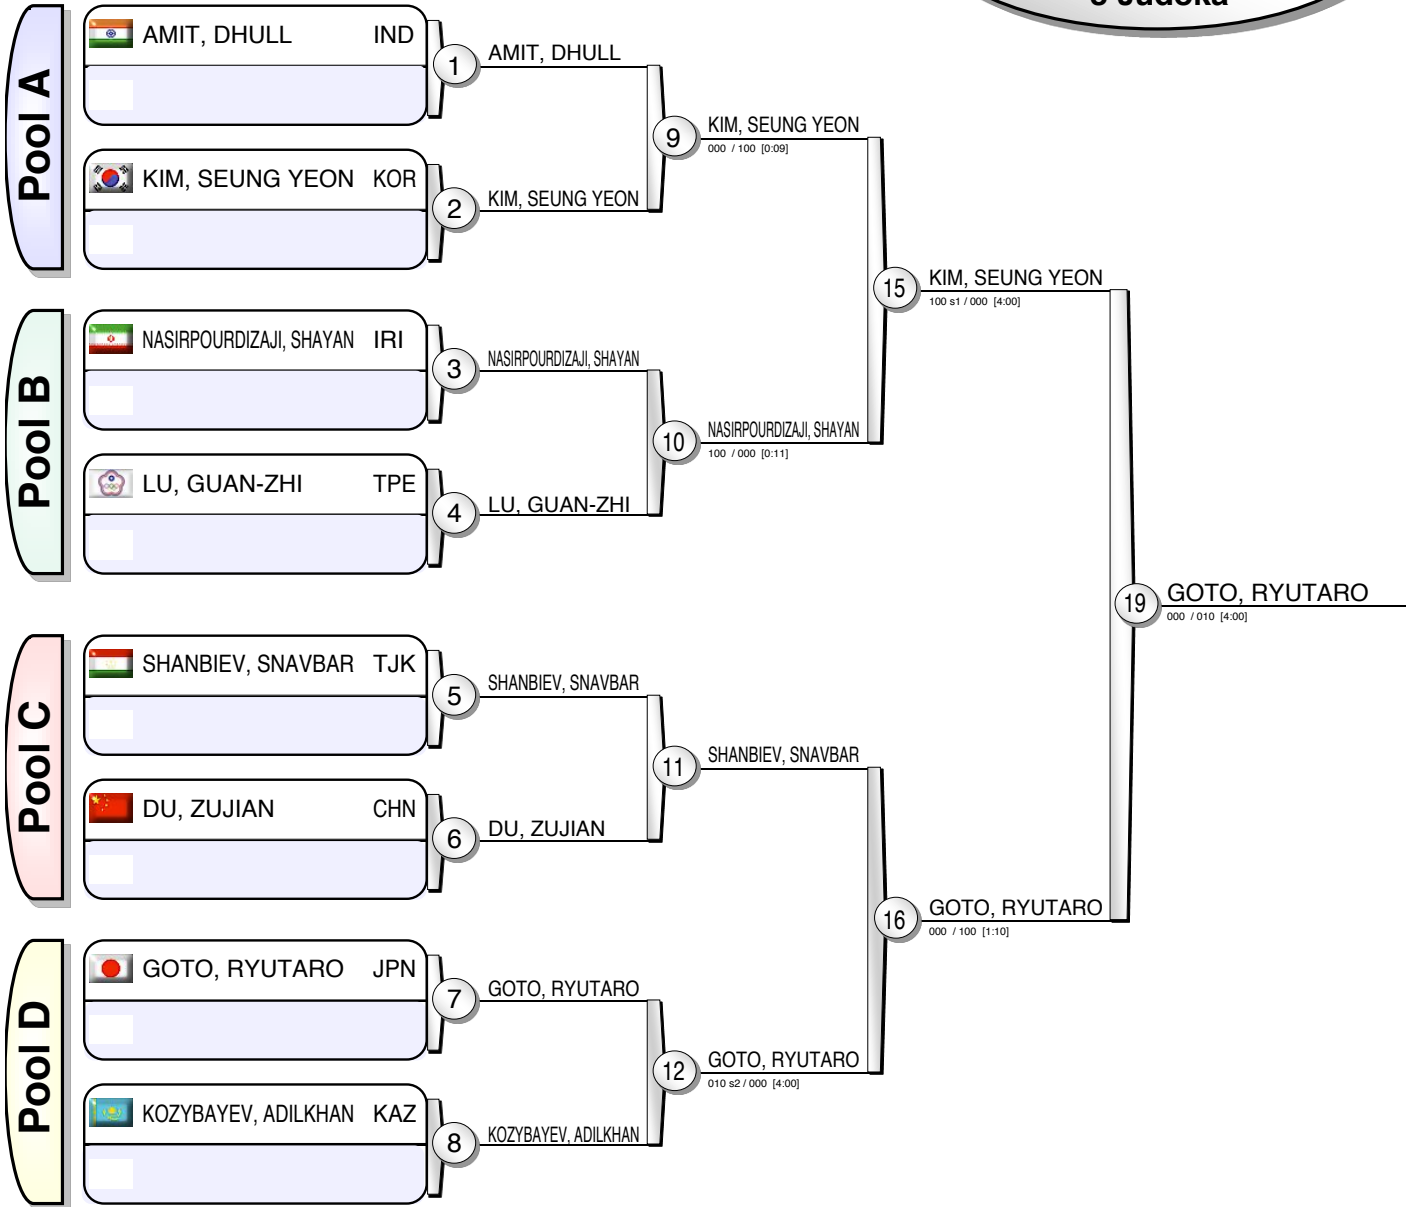 8 Judoka
Pool A
AMIT, DHULL IND
KIM, SEUNG YEON KOR
1
AMIT, DHULL
2
KIM, SEUNG YEON
9
KIM, SEUNG YEON
000 / 100 [0:09]
Pool B
NASIRPOURDIZAJI, SHAYAN IRI
LU, GUAN-ZHI TPE
3
NASIRPOURDIZAJI, SHAYAN
4
LU, GUAN-ZHI
10
NASIRPOURDIZAJI, SHAYAN
100 / 000 [0:11]
15
KIM, SEUNG YEON
100 s1 / 000 [4:00]
Pool C
SHANBIEV, SNAVBAR TJK
DU, ZUJIAN CHN
5
SHANBIEV, SNAVBAR
6
DU, ZUJIAN
11
SHANBIEV, SNAVBAR
Pool D
GOTO, RYUTARO JPN
KOZYBAYEV, ADILKHAN KAZ
7
GOTO, RYUTARO
8
KOZYBAYEV, ADILKHAN
12
GOTO, RYUTARO
010 s2 / 000 [4:00]
16
GOTO, RYUTARO
000 / 100 [1:10]
19
GOTO, RYUTARO
000 / 010 [4:00]